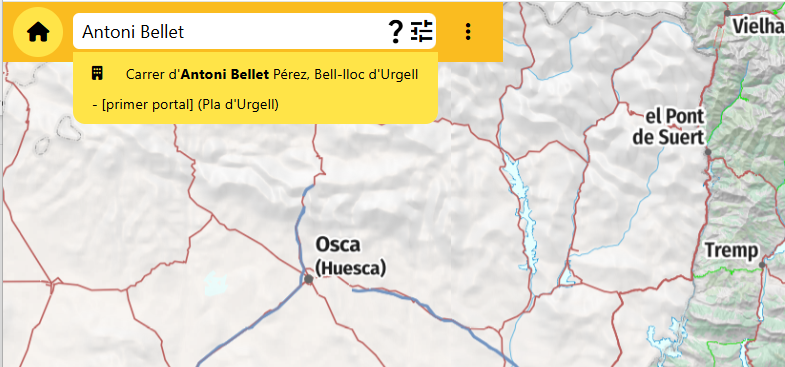 Antoni Bellet ?
Carrer d'Antoni Bellet Pérez, Bell-lloc d'Urgell
- [primer portal] (Pla d'Urgell)
Vielha
el Pont
de Suert
Osca
(Huesca)
Tremp